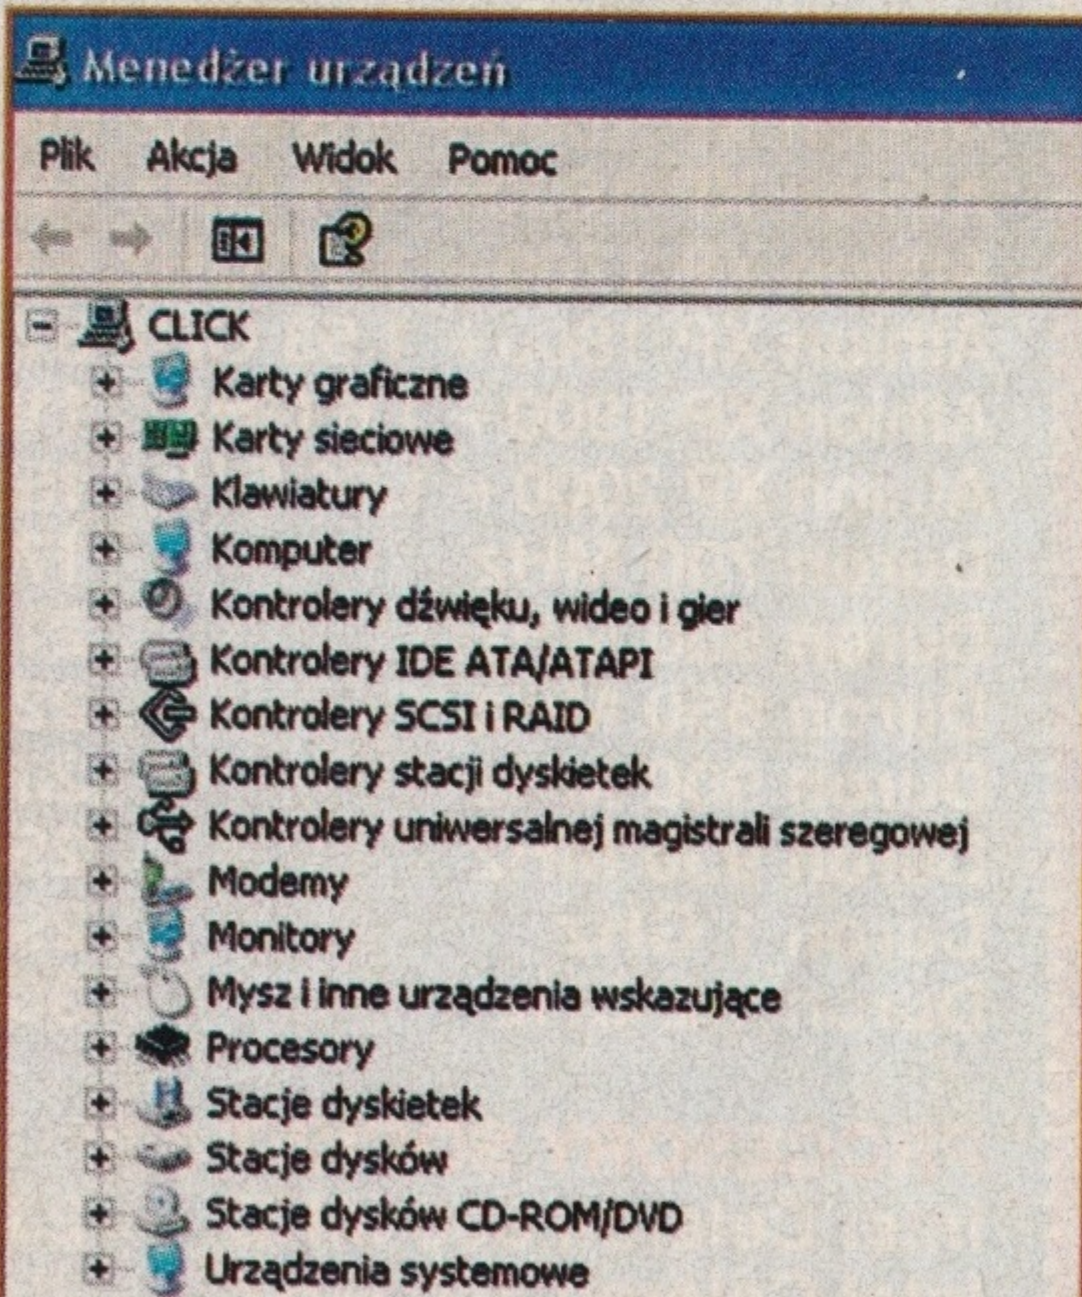 Menedżer urządzeń
Plik Akcja Widok Pomoc
CLICK
Karty graficzne
Karty sieciowe
Klawiatury
Komputer
Kontrolery dźwięku, wideo i gier
Kontrolery IDE ATA/ATAPI
Kontrolery SCSI i RAID
Kontrolery stacji dyskietek
Kontrolery uniwersalnej magistrali szeregowej
Modemy
Monitory
Mysz i inne urządzenia wskazujące
Procesory
Stacje dyskietek
Stacje dysków
Stacje dysków CD-ROM/DVD
Urządzenia systemowe